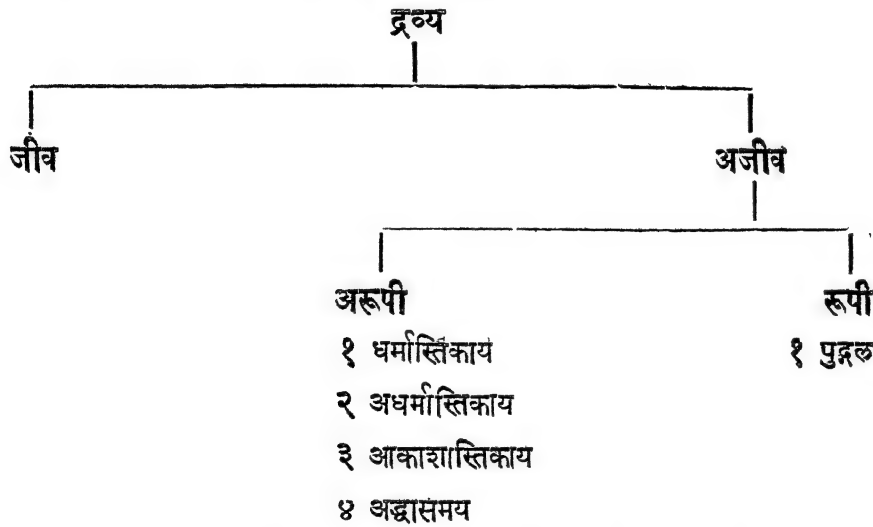 द्रव्य
जीव अजीव
अरूपी रूपी
१ धर्मास्तिकाय १ पुद्गल
२ अधर्मास्तिकाय
३ आकाशास्तिकाय
४ अद्धासमय